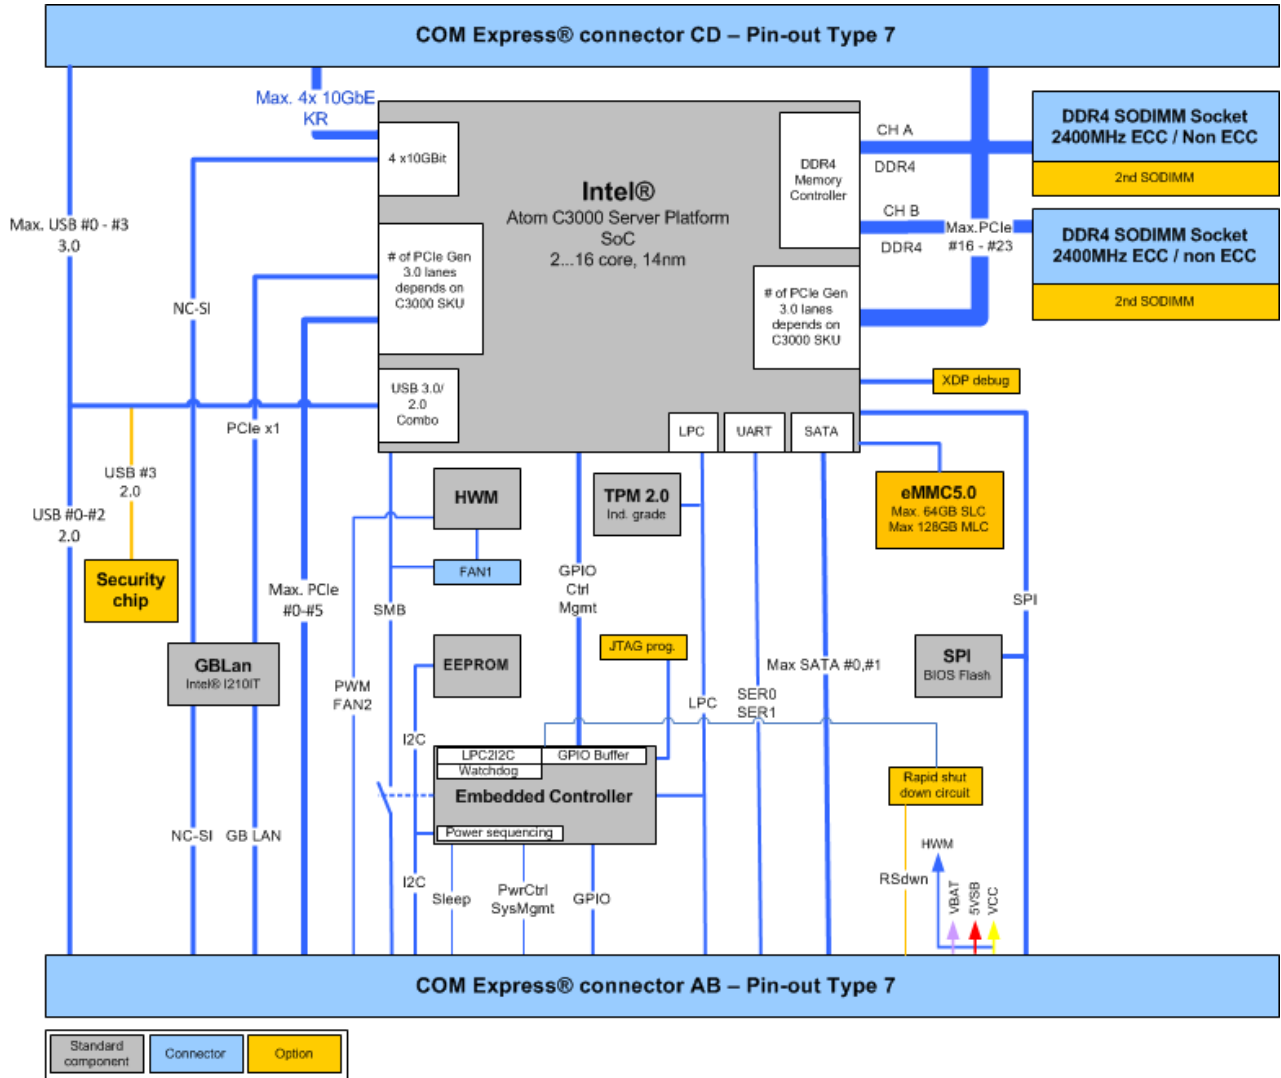 COM Express® connector CD – Pin-out Type 7
Max. 4x 10GbE
KR
4 x10GBit
Intel®
Atom C3000 Server Platform
SoC
2...16 core, 14nm
DDR4
Memory
Controller
CH A
DDR4
CH B
DDR4
DDR4 SODIMM Socket
2400MHz ECC / Non ECC
2nd SODIMM
Max.PCIe
#16 - #23
DDR4 SODIMM Socket
2400MHz ECC / non ECC
2nd SODIMM
Max. USB #0 - #3
3.0
# of PCIe Gen
3.0 lanes
depends on
C3000 SKU
# of PCIe Gen
3.0 lanes
depends on
C3000 SKU
NC-SI
USB 3.0/
2.0
Combo
XDP debug
PCIe x1
LPC
UART
SATA
USB #3
2.0
USB #0-#2
2.0
HWM
TPM 2.0
Ind. grade
eMMC5.0
Max. 64GB SLC
Max 128GB MLC
FAN1
Security
chip
Max. PCIe
#0-#5
SMB
GPIO
Ctrl
Mgmt
SPI
GBLan
Intel® I210IT
EEPROM
JTAG prog.
SPI
BIOS Flash
Max SATA #0,#1
PWM
FAN2
SER0
SER1
LPC
I2C
LPC2I2C
GPIO Buffer
Watchdog
Embedded Controller
Power sequencing
Rapid shut
down circuit
NC-SI
GB LAN
HWM
I2C
Sleep
PwrCtrl
SysMgmt
GPIO
RSdwn
VBAT
5VSB
VCC
COM Express® connector AB – Pin-out Type 7
Standard
component
Connector
Option